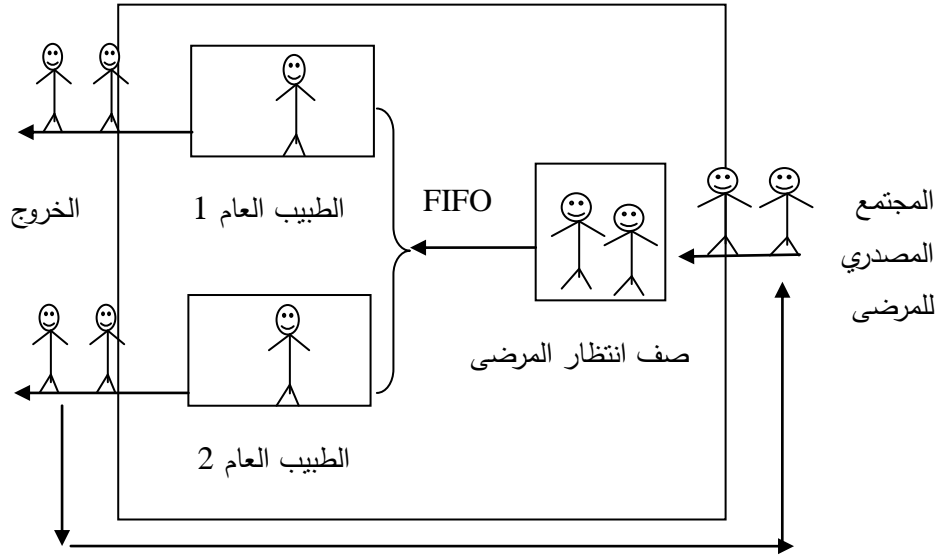 المجتمع
المصدري
للمرضى
صف انتظار المرضى
FIFO
الطبيب العام 1
الخروج
الطبيب العام 2